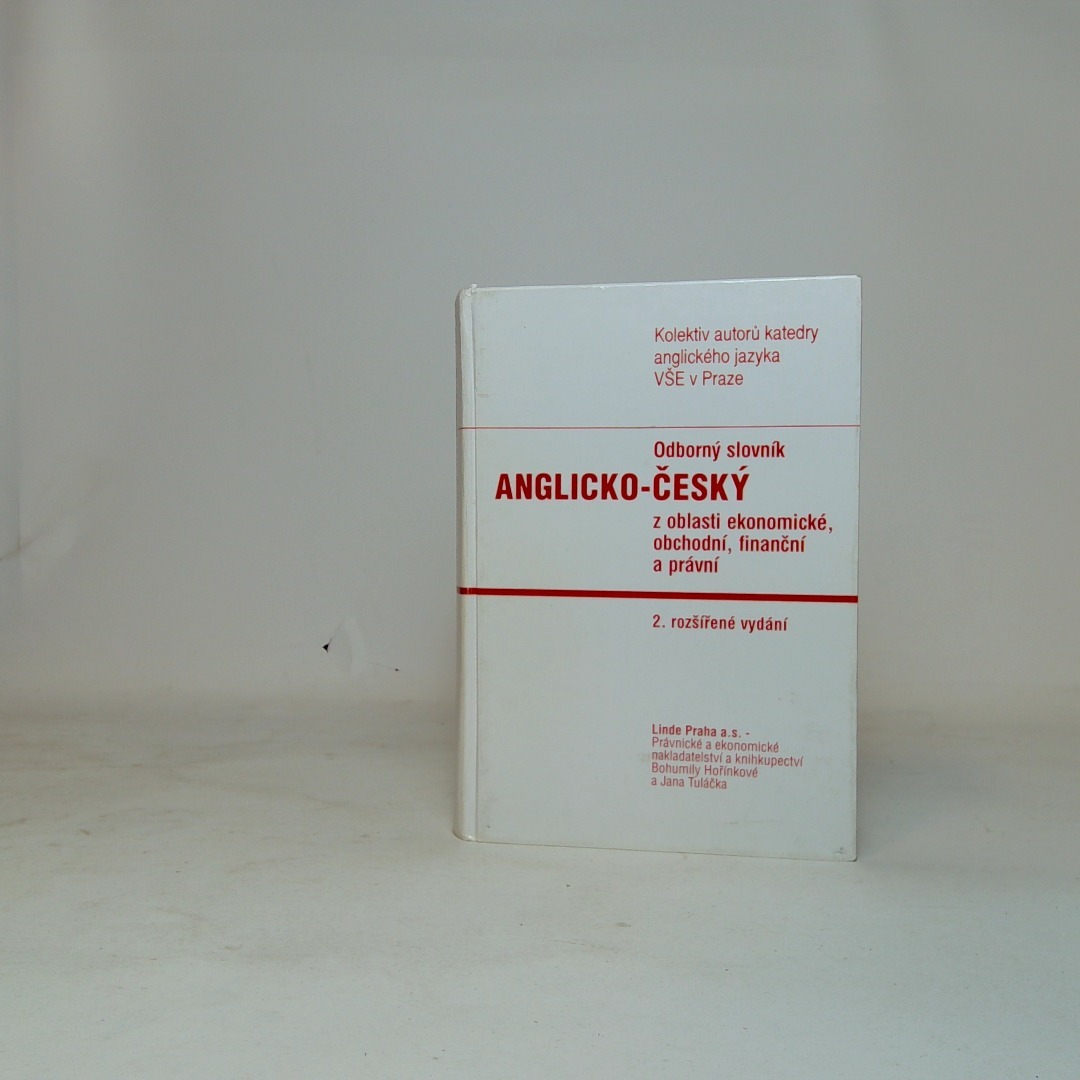 Kolektiv autorů katedry
anglického jazyka
VŠE v Praze
Odborný slovník
ANGLICKO-ČESKÝ
z oblasti ekonomické,
obchodní, finanční
a právní
2. rozšířené vydání
Linde Praha a.s. -
Právnické a ekonomické
nakladatelství a knihkupectví
Bohumily Hořínkové
a Jana Tuláčka